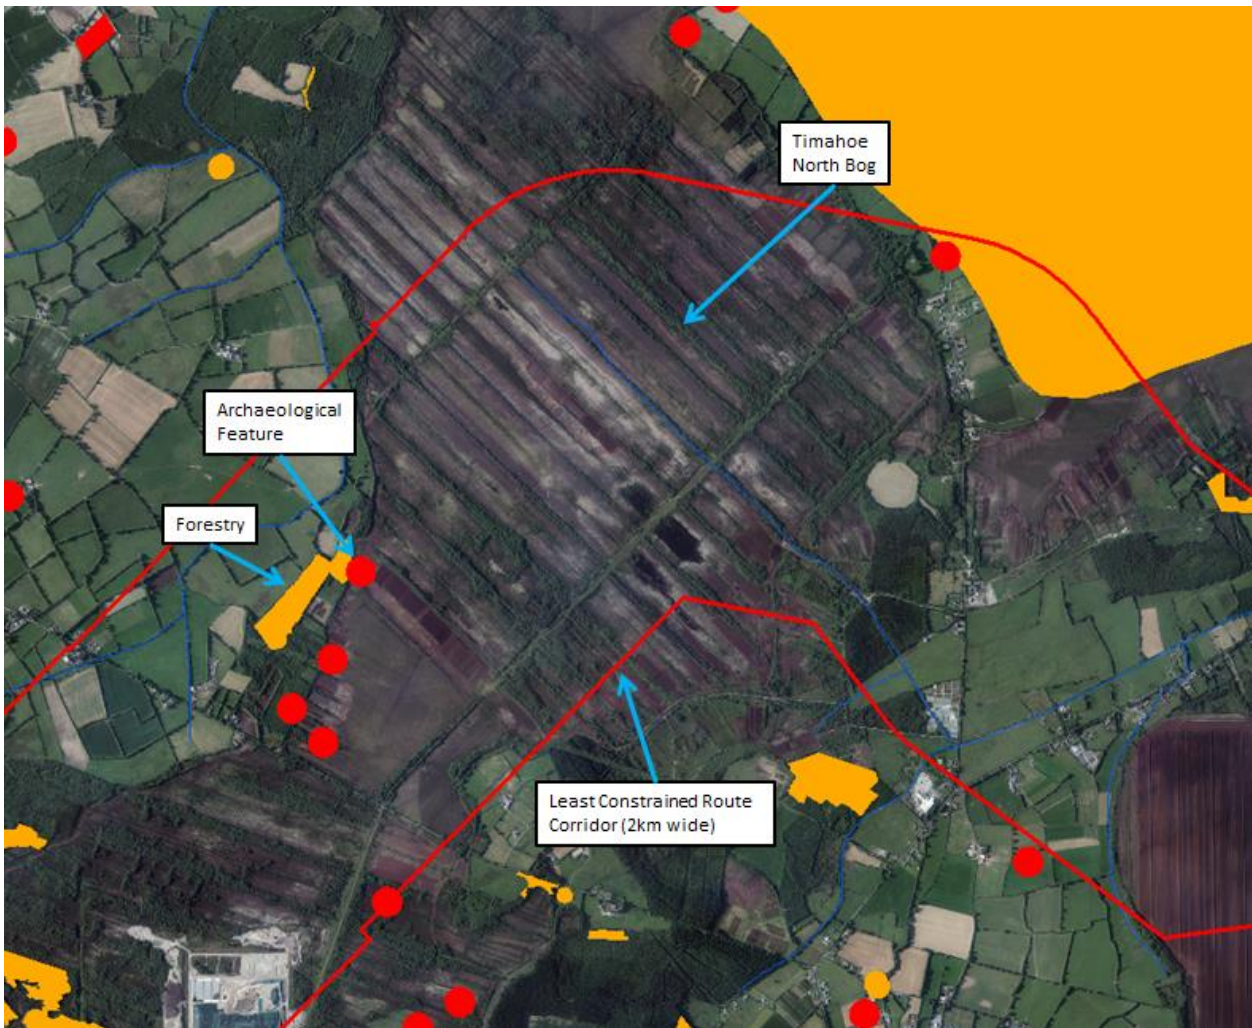 Timahoe
North Bog
Archaeological
Feature
Forestry
Least Constrained Route
Corridor (2km wide)